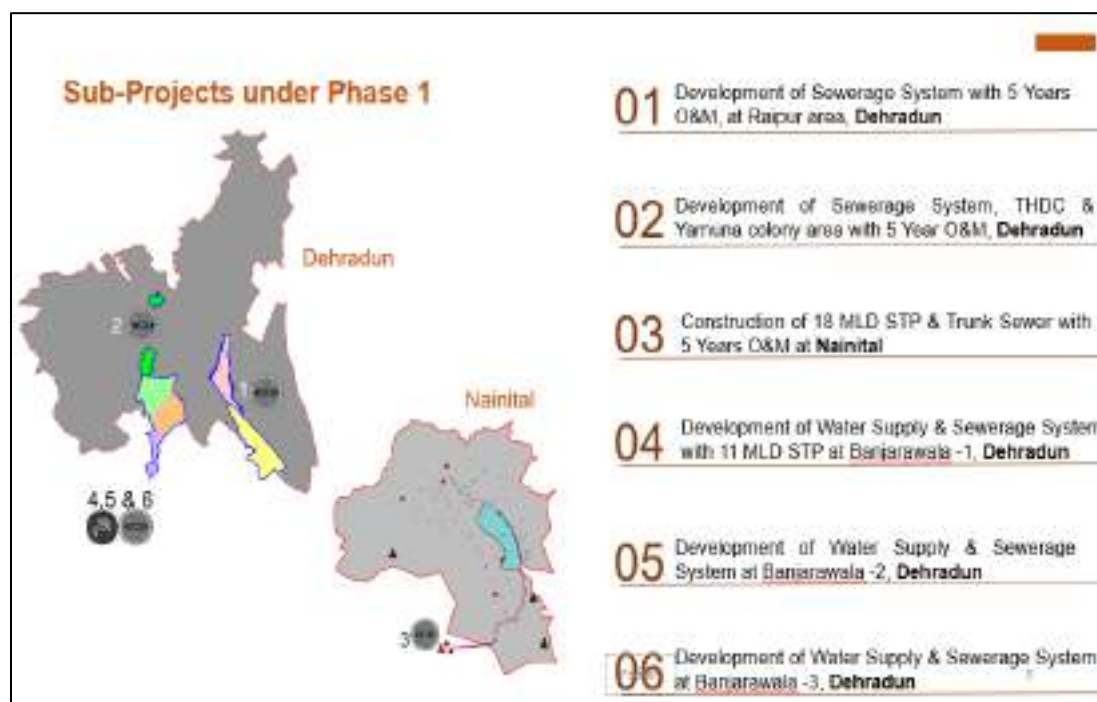 Sub-Projects under Phase 1
Dehradun
2
1
4,5 & 6
Nainital
3
01 Development of Sewerage System with 5 Years
O&M, at Raipur area, Dehradun
02 Development of Sewerage System, THDC &
Yamuna colony area with 5 Year O&M, Dehradun
03 Construction of 18 MLD STP & Trunk Sewer with
5 Years O&M at Nainital
04 Development of Water Supply & Sewerage System
with 11 MLD STP at Banjarawala -1, Dehradun
05 Development of Water Supply & Sewerage
System at Banjarawala -2, Dehradun
06 Development of Water Supply & Sewerage System
at Banjarawala -3, Dehradun